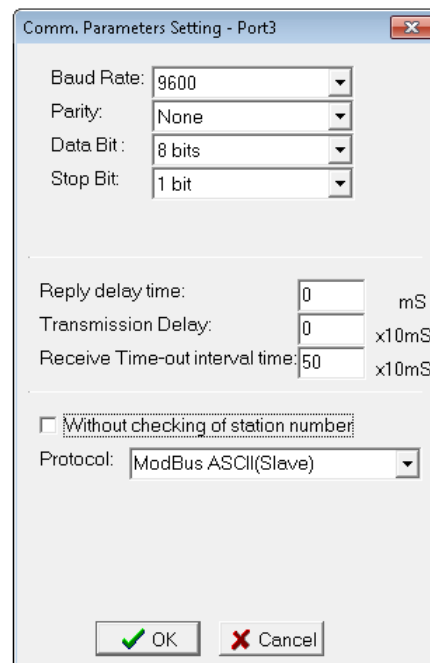 Comm. Parameters Setting - Port3
Baud Rate: 9600
Parity: None
Data Bit : 8 bits
Stop Bit: 1 bit
Reply delay time: 0 mS
Transmission Delay: 0 x10mS
Receive Time-out interval time: 50 x10mS
Without checking of station number
Protocol: ModBus ASCII(Slave)
OK Cancel